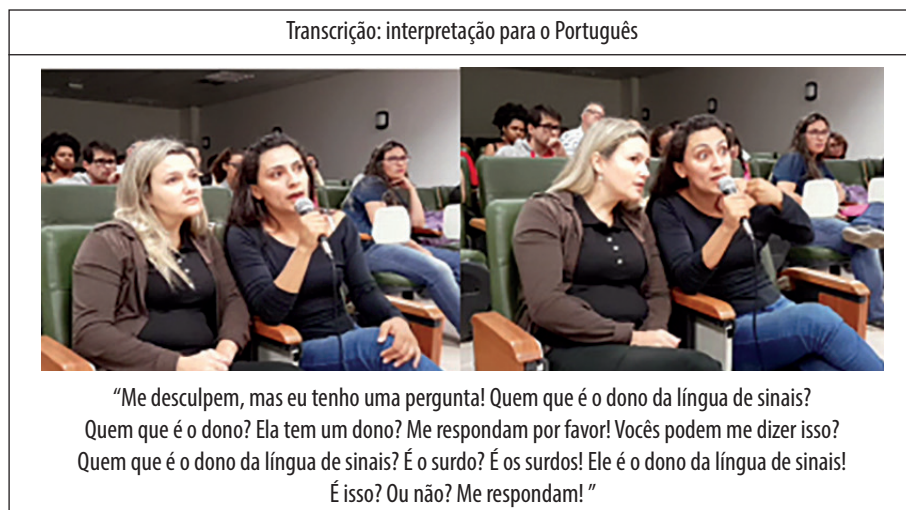 Transcrição: interpretação para o Português
“Me desculpem, mas eu tenho uma pergunta! Quem que é o dono da língua de sinais?
Quem que é o dono? Ela tem um dono? Me respondam por favor! Vocês podem me dizer isso?
Quem que é o dono da língua de sinais? É o surdo? É os surdos! Ele é o dono da língua de sinais!
É isso? Ou não? Me respondam! ”